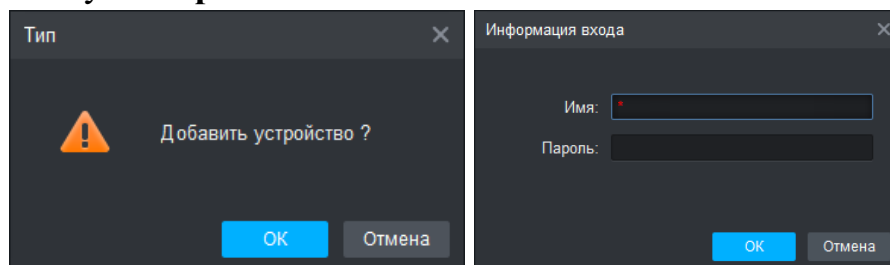 Тип
Добавить устройство ?
ОК
Отмена
Информация входа
Имя:
*
Пароль:
ОК
Отмена